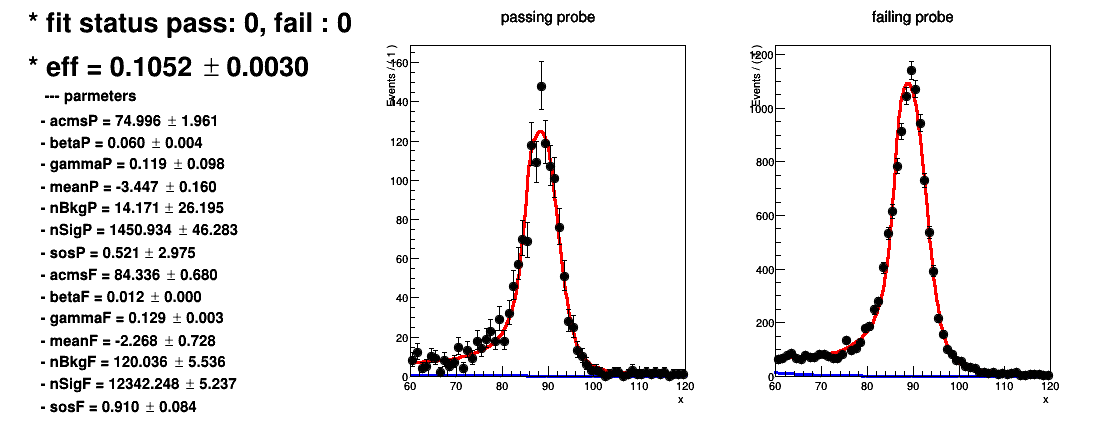 * fit status pass: 0, fail : 0
* eff = 0.1052 ± 0.0030
--- parmeters
- acmsP = 74.996 ± 1.961
- betaP = 0.060 ± 0.004
- gammaP = 0.119 ± 0.098
- meanP = -3.447 ± 0.160
- nBkgP = 14.171 ± 26.195
- nSigP = 1450.934 ± 46.283
- sosP = 0.521 ± 2.975
- acmsF = 84.336 ± 0.680
- betaF = 0.012 ± 0.000
- gammaF = 0.129 ± 0.003
- meanF = -2.268 ± 0.728
- nBkgF = 120.036 ± 5.536
- nSigF = 12342.248 ± 5.237
- sosF = 0.910 ± 0.084
passing probe
Events / ( 1 )
160
140
120
100
80
60
40
20
0
60 70 80 90 100 110 120
x
failing probe
Events /
1200
1000
800
600
400
200
0
60 70 80 90 100 110 120
x